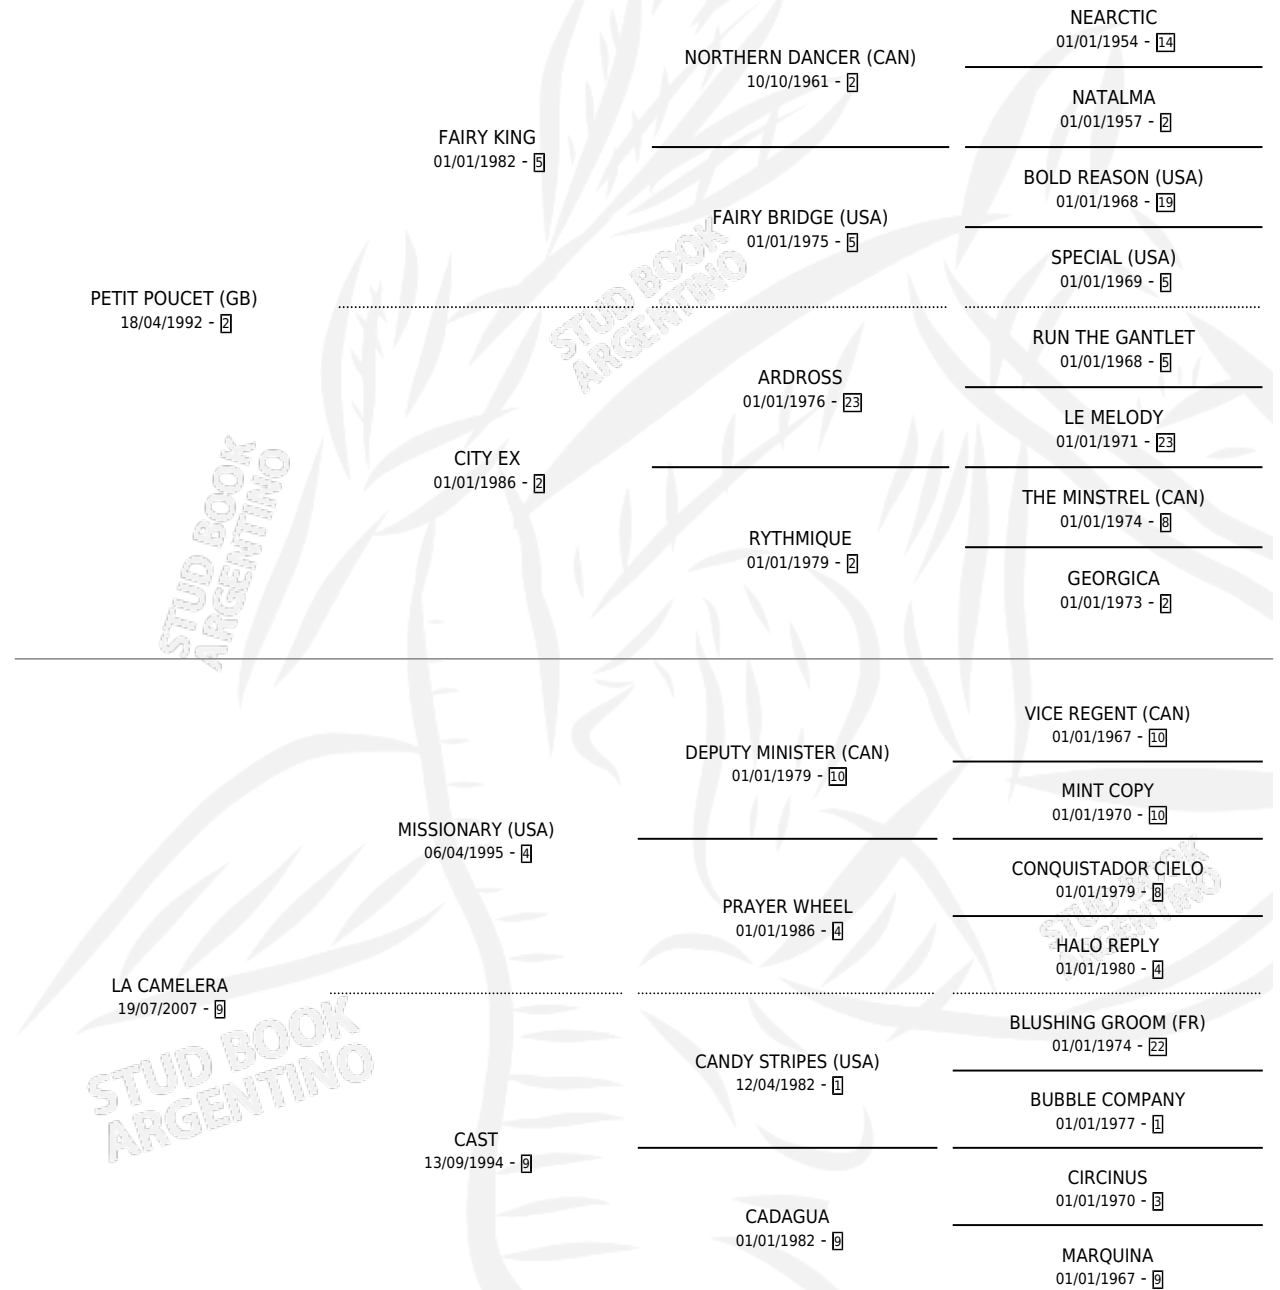 NEARCTIC
01/01/1954 - 14
NORTHERN DANCER (CAN)
10/10/1961 - 2
NATALMA
01/01/1957 - 2
FAIRY KING
01/01/1982 - 5
BOLD REASON (USA)
01/01/1968 - 19
FAIRY BRIDGE (USA)
01/01/1975 - 5
SPECIAL (USA)
01/01/1969 - 5
PETIT POUCET (GB)
18/04/1992 - 2
STUD BOOK
ARGENTINO
RUN THE GANTLET
01/01/1968 - 5
ARDROSS
01/01/1976 - 23
LE MELODY
01/01/1971 - 23
CITY EX
01/01/1986 - 2
THE MINSTREL (CAN)
01/01/1974 - 8
RYTHMIQUE
01/01/1979 - 2
GEORGICA
01/01/1973 - 2
STUD BOOK
ARGENTINO
VICE REGENT (CAN)
01/01/1967 - 10
DEPUTY MINISTER (CAN)
01/01/1979 - 10
MINT COPY
01/01/1970 - 10
MISSIONARY (USA)
06/04/1995 - 4
CONQUISTADOR CIELO
01/01/1979 - 8
PRAYER WHEEL
01/01/1986 - 4
HALO REPLY
01/01/1980 - 4
STUD BOOK
ARGENTINO
LA CAMELERA
19/07/2007 - 9
BLUSHING GROOM (FR)
01/01/1974 - 22
CANDY STRIPES (USA)
12/04/1982 - 1
BUBBLE COMPANY
01/01/1977 - 1
STUD BOOK
ARGENTINO
CAST
13/09/1994 - 9
CIRCINUS
01/01/1970 - 3
CADAGUA
01/01/1982 - 9
MARQUINA
01/01/1967 - 9